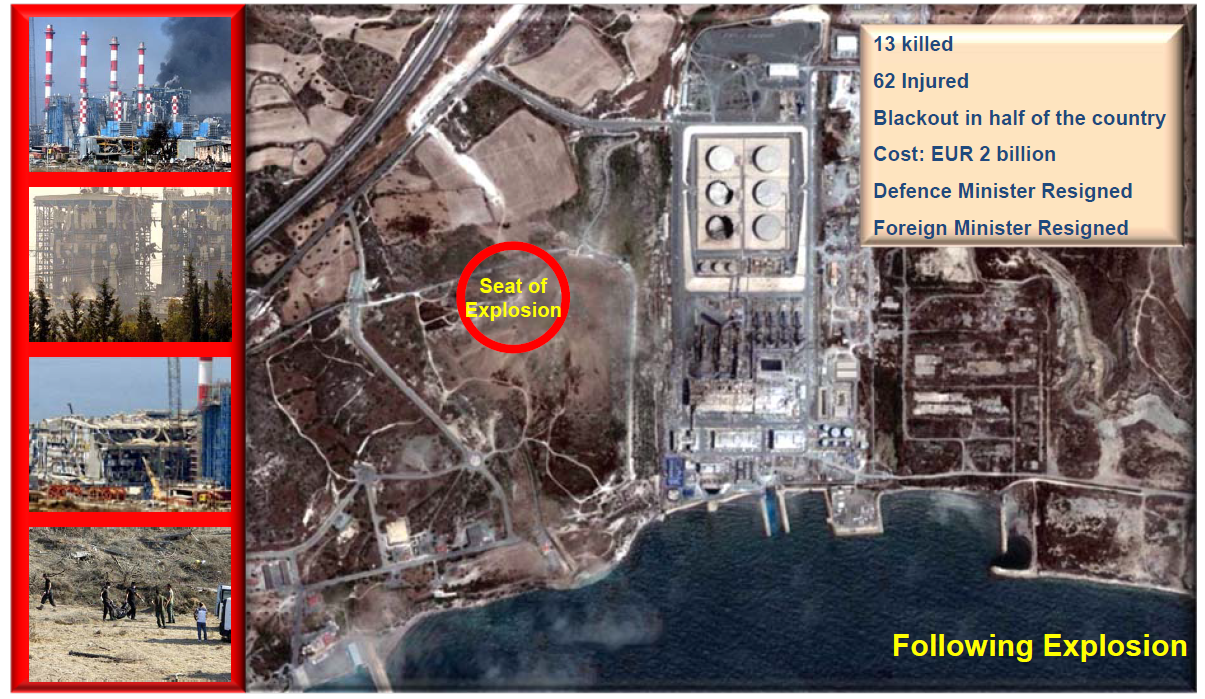 13 killed
62 Injured
Blackout in half of the country
Cost: EUR 2 billion
Defence Minister Resigned
Foreign Minister Resigned
Seat of
Explosion
Following Explosion